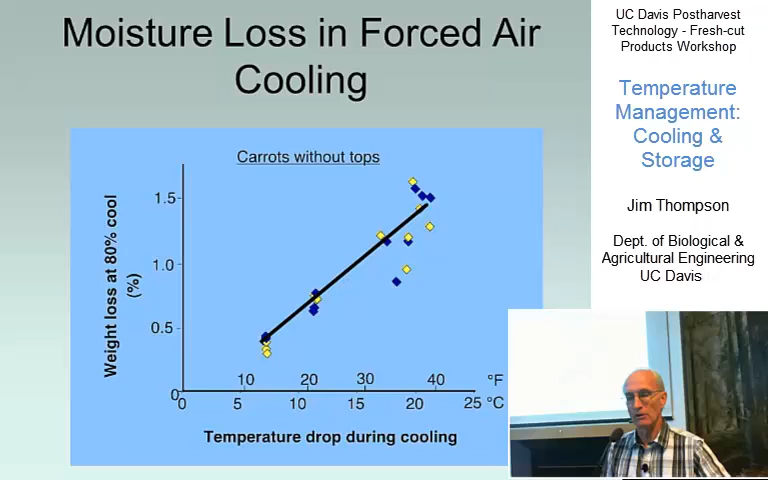 Moisture Loss in Forced Air
Cooling
Carrots without tops
Weight loss at 80% cool
(%)
1.5
1.0
0.5
0
10 20 30 40 °F
0 5 10 15 20 25 °C
Temperature drop during cooling
UC Davis Postharvest
Technology - Fresh-cut
Products Workshop
Temperature
Management:
Cooling &
Storage
Jim Thompson
Dept. of Biological &
Agricultural Engineering
UC Davis